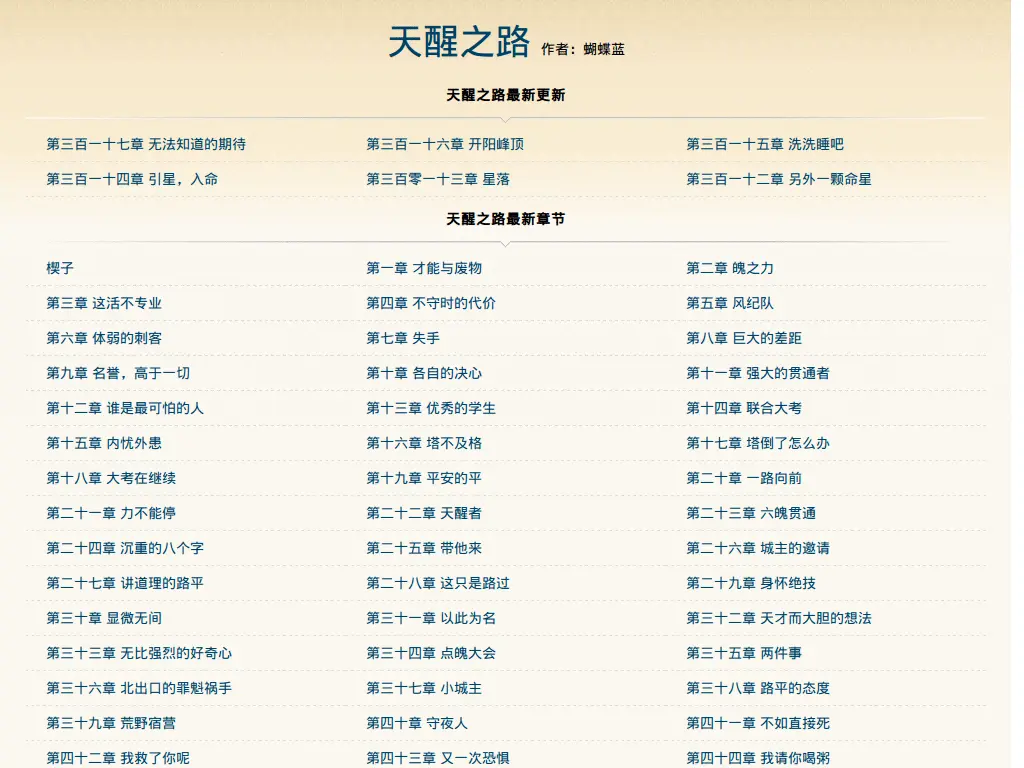 天醒之路 作者：蝴蝶蓝
天醒之路最新更新
第三百一十七章 无法知道的期待 第三百一十六章 开阳峰顶 第三百一十五章 洗洗睡吧
第三百一十四章 引星，入命 第三百零一十三章 星落 第三百一十二章 另外一颗命星
天醒之路最新章节
楔子 第一章 才能与废物 第二章 魄之力
第三章 这活不专业 第四章 不守时的代价 第五章 风纪队
第六章 体弱的刺客 第七章 失手 第八章 巨大的差距
第九章 名誉，高于一切 第十章 各自的决心 第十一章 强大的贯通者
第十二章 谁是最可怕的人 第十三章 优秀的学生 第十四章 联合大考
第十五章 内忧外患 第十六章 塔不及格 第十七章 塔倒了怎么办
第十八章 大考在继续 第十九章 平安的平 第二十章 一路向前
第二十一章 力不能停 第二十二章 天醒者 第二十三章 六魄贯通
第二十四章 沉重的八个字 第二十五章 带他来 第二十六章 城主的邀请
第二十七章 讲道理的路平 第二十八章 这只是路过 第二十九章 身怀绝技
第三十章 显微无间 第三十一章 以此为名 第三十二章 天才而大胆的想法
第三十三章 无比强烈的好奇心 第三十四章 点魄大会 第三十五章 两件事
第三十六章 北出口的罪魁祸手 第三十七章 小城主 第三十八章 路平的态度
第三十九章 荒野宿营 第四十章 守夜人 第四十一章 不如直接死
第四十二章 我救了你呢 第四十三章 又一次恐惧 第四十四章 我请你喝粥